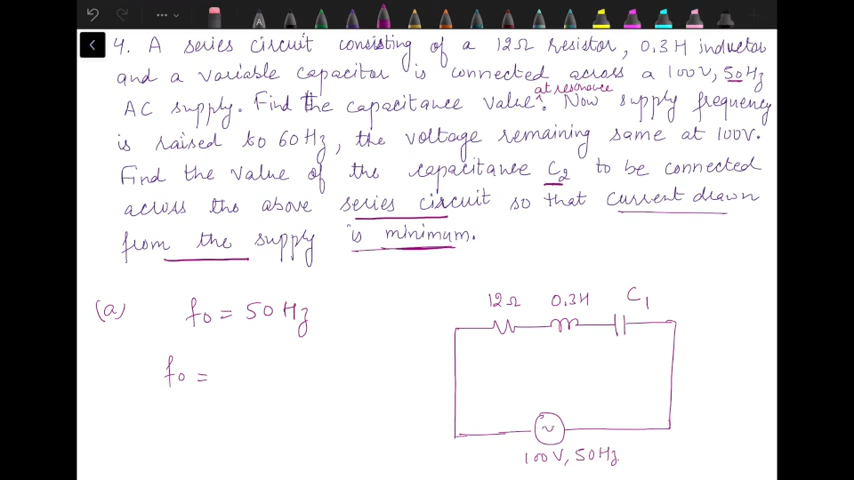 4. A series circuit consisting of a 12Ω resistor, 0.3H inductor
and a variable capacitor is connected across a 100V, 50Hz
at resonance
AC supply. Find the capacitance value ^. Now supply frequency
is raised to 60Hz, the voltage remaining same at 100V.
Find the value of the capacitance C₂ to be connected
across the above series circuit so that current drawn
from the supply is minimum.
12Ω 0.3H C₁
(a) f₀ = 50Hz
f₀ =
100V, 50Hz